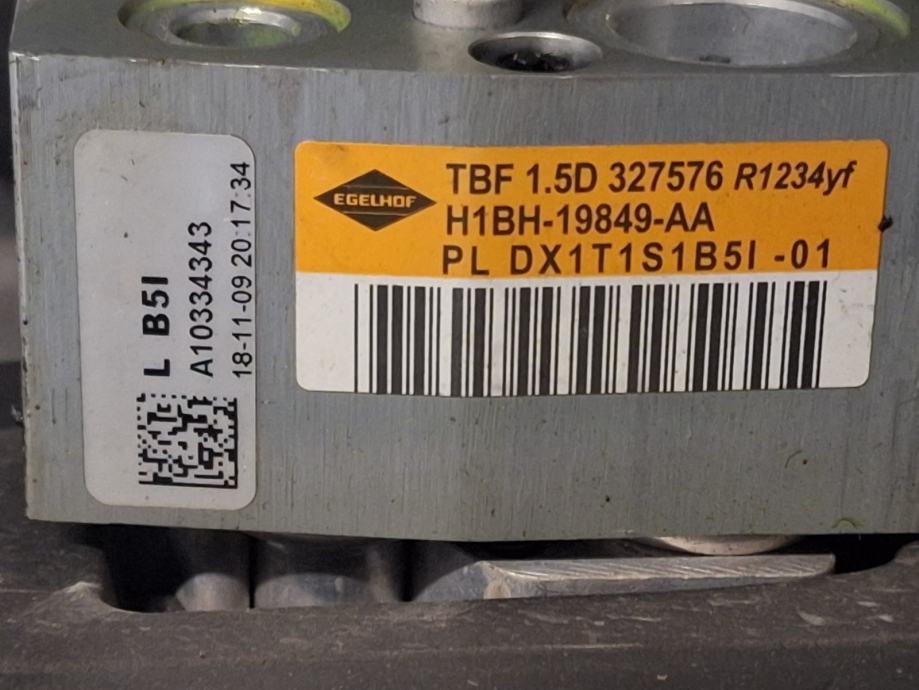 L B5I
A10334343
18-11-09 20:17:34
EGELHOF
TBF 1.5D 327576 R1234yf
H1BH-19849-AA
PL DX1T1S1B5I -01